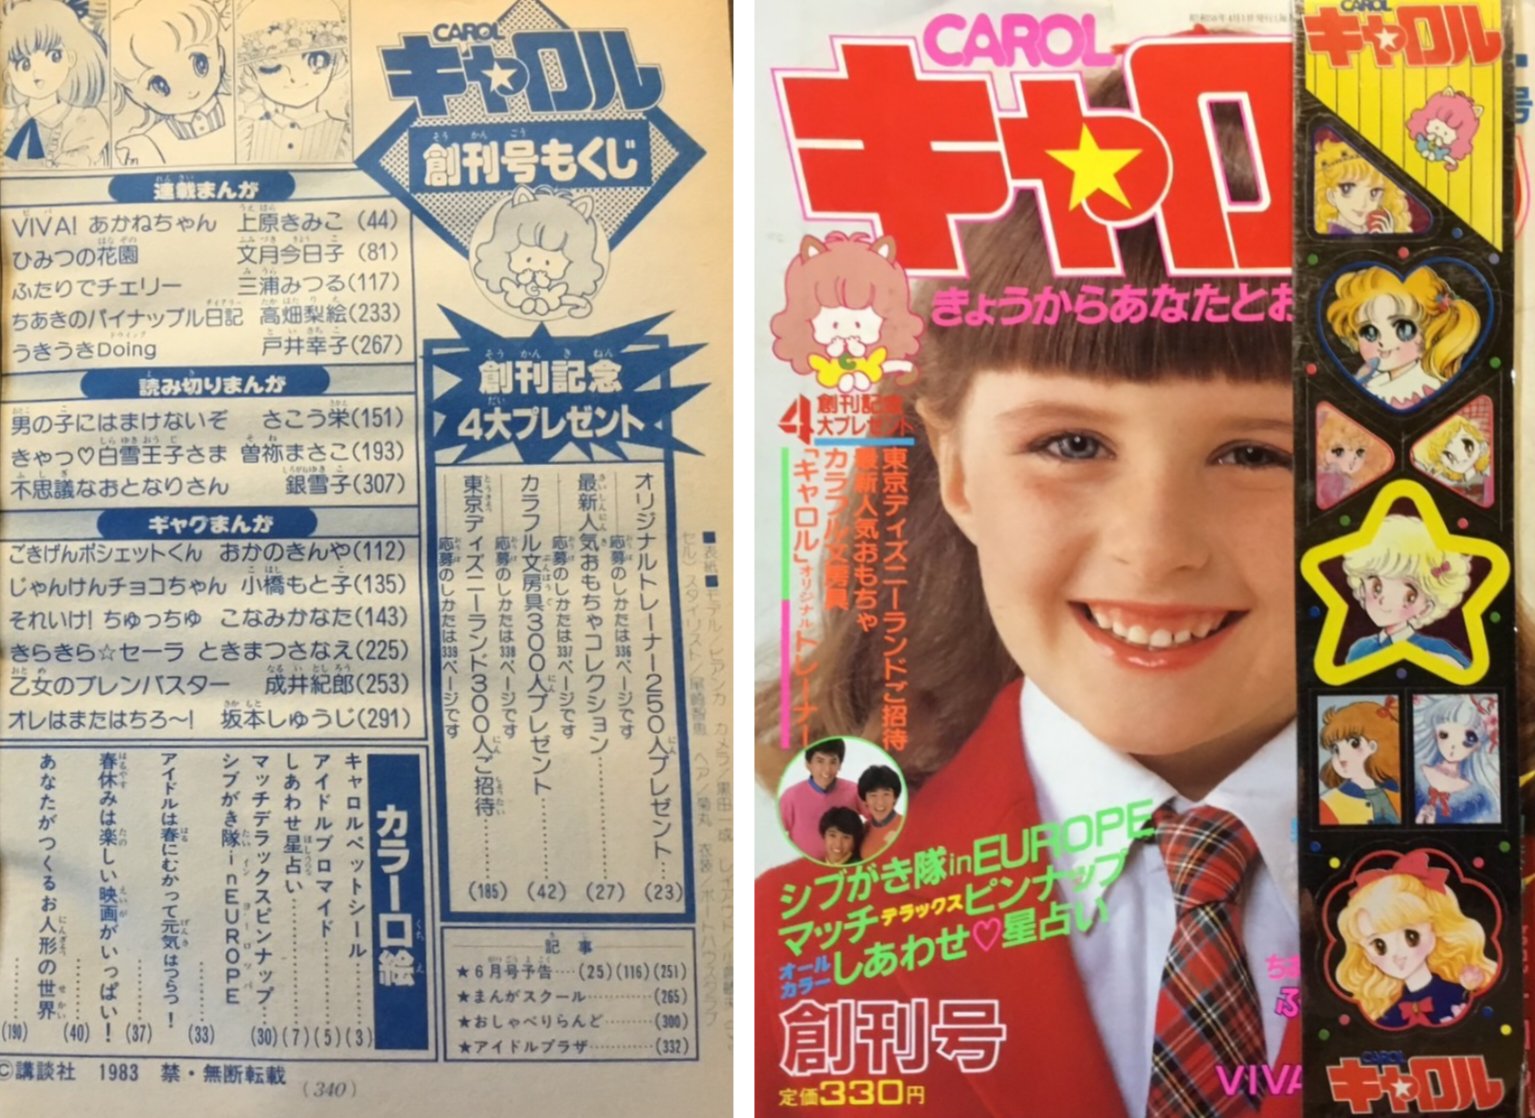 CAROL
キャロル
創刊号もくじ
連載まんが
VIVA! あかねちゃん 上原きみこ (44)
ひみつの花園 文月今日子 (81)
ふたりでチェリー 三浦みつる (117)
ちあきのパイナップル日記 高畑梨絵 (233)
うきうきDoing 戸井幸子 (267)
読み切りまんが
男の子にはまけないぞ さこう栄 (151)
きゃっ♡白雪王子さま 曽祢まさこ (193)
不思議なおとなりさん 銀雪子 (307)
ギャグまんが
ごきげんポシェットくん おかのきんや (112)
じゃんけんチョコちゃん 小橋もと子 (135)
それいけ! ちゅっちゅ こなみかなた (143)
きらきら☆セーラ ときまつさなえ (225)
乙女のブレンバスター 成井紀郎 (253)
オレはまたはちろ〜! 坂本しゅうじ (291)
創刊記念
4大プレゼント
オリジナルトレーナー250人プレゼント…(23)
応募のしかたは336ページです
最新人気おもちゃコレクション…(27)
応募のしかたは337ページです
カラフル文房具300人プレゼント…(42)
応募のしかたは338ページです
東京ディズニーランド300人ご招待…(185)
応募のしかたは339ページです
カラー口絵
キャロルペットシール…(3)
アイドルブロマイド…(5)
しあわせ星占い…(7)
マッチデラックスピンナップ…(30)
シブがき隊in EUROPE
アイドルは春にむかって元気はつらつ!…(33)
春休みは楽しい映画がいっぱい!…(37)
(40)
あなたがつくるお人形の世界…(190)
記事
★6月号予告…(25)(116)(251)
★まんがスクール…(265)
★おしゃべりらんど…(300)
★アイドルプラザ…(332)
©講談社 1983 禁・無断転載
(340)
CAROL
キャロ
きょうからあなたとお
4大プレゼント
創刊記念
東京ディズニーランドご招待
最新人気おもちゃ
カラフル文房具
「キャロル」オリジナルトレーナー
シブがき隊in EUROPE
マッチデラックスピンナップ
オールカラーしあわせ♡星占い
創刊号
定価330円
VIVA
CAROL
キャロル
CAROL
キャロル